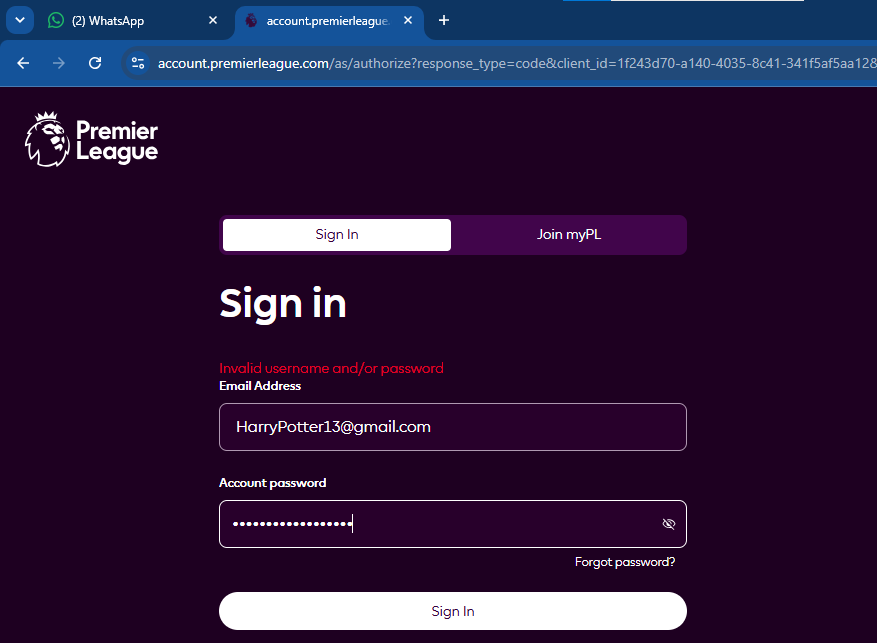 (2) WhatsApp
account.premierleague.
account.premierleague.com/as/authorize?response_type=code&client_id=1f243d70-a140-4035-8c41-341f5af5aa128
Premier
League
Sign In
Join myPL
Sign in
Invalid username and/or password
Email Address
HarryPotter13@gmail.com
Account password
••••••••••••••••••
Forgot password?
Sign In